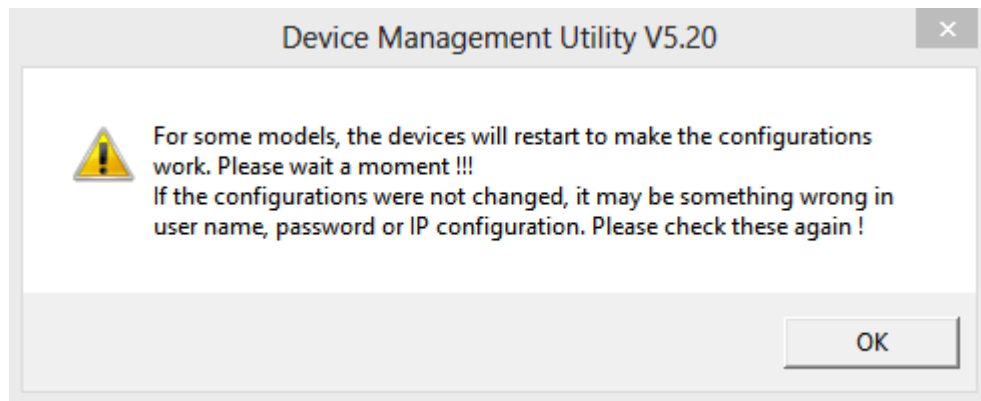 Device Management Utility V5.20
For some models, the devices will restart to make the configurations
work. Please wait a moment !!!
If the configurations were not changed, it may be something wrong in
user name, password or IP configuration. Please check these again !
OK